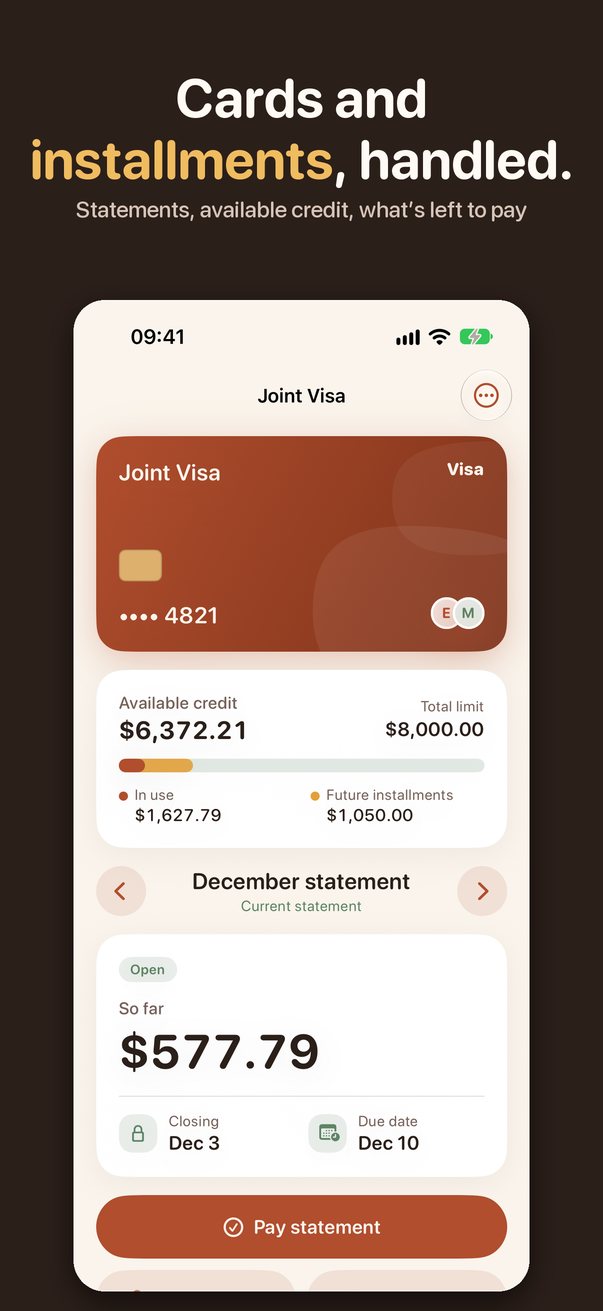 Cards and
installments, handled.
Statements, available credit, what's left to pay
09:41
Joint Visa
Joint Visa
Visa
•••• 4821
E M
Available credit
Total limit
$6,372.21
$8,000.00
In use
Future installments
$1,627.79
$1,050.00
December statement
Current statement
Open
So far
$577.79
Closing
Due date
Dec 3
Dec 10
Pay statement